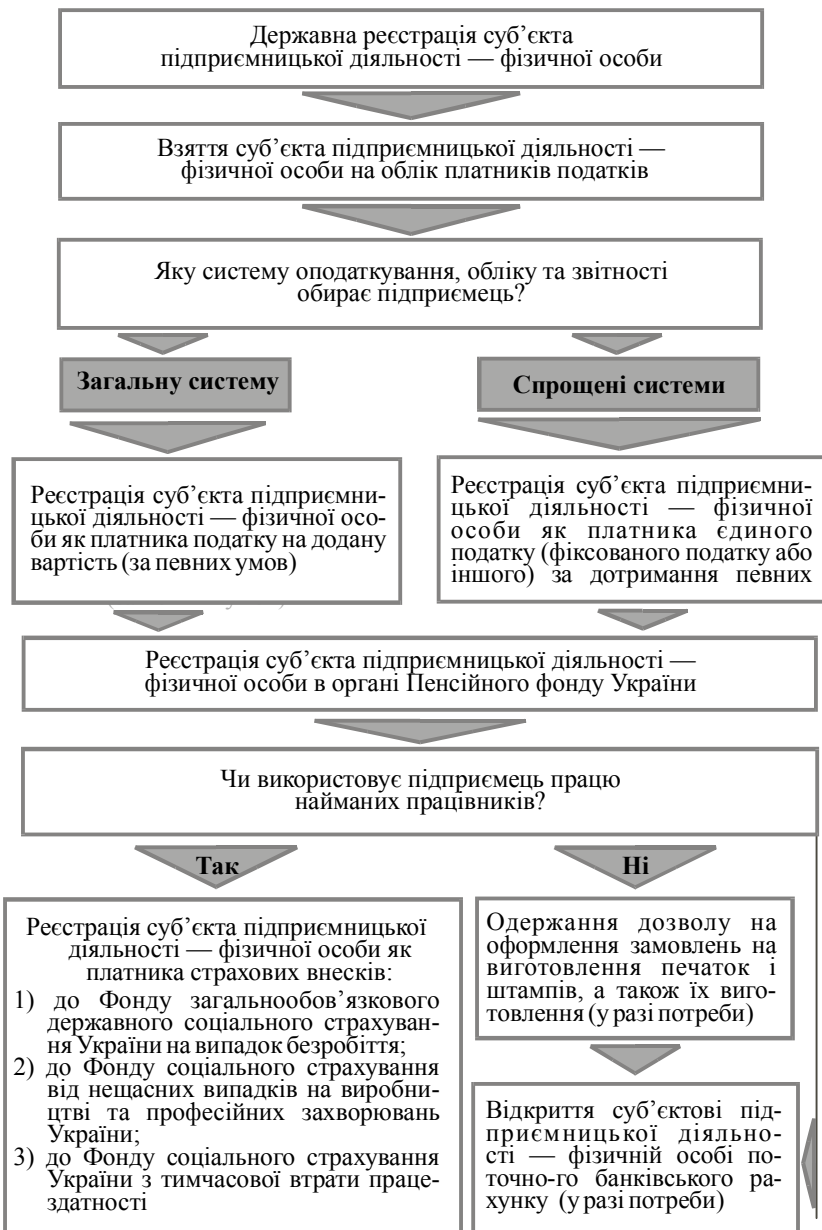 Державна реєстрація суб’єкта
підприємницької діяльності — фізичної особи
Взяття суб’єкта підприємницької діяльності —
фізичної особи на облік платників податків
Яку систему оподаткування, обліку та звітності
обирає підприємець?
Загальну систему
Спрощені системи
Реєстрація суб’єкта підприємни-
цької діяльності — фізичної осо-
би як платника податку на додану
вартість (за певних умов)
Реєстрація суб’єкта підприємни-
цької діяльності — фізичної
особи як платника єдиного
податку (фіксованого податку або
іншого) за дотримання певних
Реєстрація суб’єкта підприємницької діяльності —
фізичної особи в органі Пенсійного фонду України
Чи використовує підприємець працю
найманих працівників?
Так
Ні
Реєстрація суб’єкта підприємницької
діяльності — фізичної особи як
платника страхових внесків:
1) до Фонду загальнообов’язкового
державного соціального страхуван-
ня України на випадок безробіття;
2) до Фонду соціального страхування
від нещасних випадків на виробни-
цтві та професійних захворювань
України;
3) до Фонду соціального страхування
України з тимчасової втрати праце-
здатності
Одержання дозволу на
оформлення замовлень на
виготовлення печаток і
штампів, а також їх виго-
товлення (у разі потреби)
Відкриття суб’єктові під-
приємницької діяльно-
сті — фізичній особі по-
точно-го банківського ра-
хунку (у разі потреби)